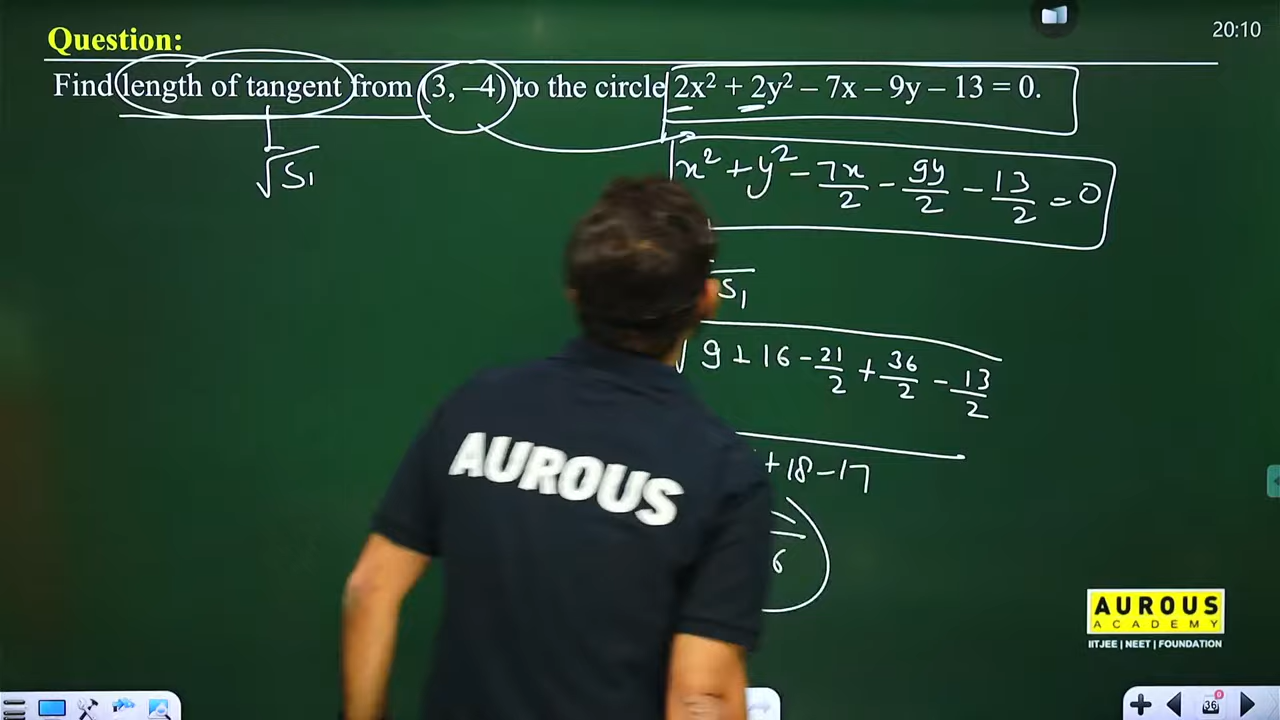 20:10
Question:
Find length of tangent from (3, –4) to the circle 2x² + 2y² – 7x – 9y – 13 = 0.
√S₁
x² + y² - 7x/2 - 9y/2 - 13/2 = 0
S₁
√9 + 16 - 21/2 + 36/2 - 13/2
+ 18 - 17
6
AUROUS
AUROUS
ACADEMY
IITJEE | NEET | FOUNDATION
36